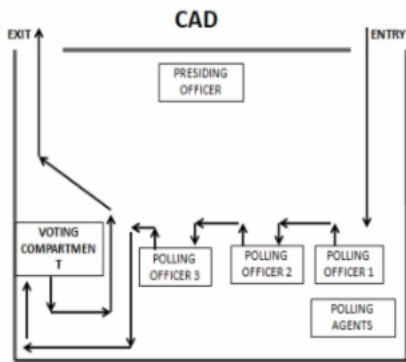 CAD
EXIT
ENTRY
PRESIDING
OFFICER
VOTING
COMPARTMEN
T
POLLING
OFFICER 3
POLLING
OFFICER 2
POLLING
OFFICER 1
POLLING
AGENTS